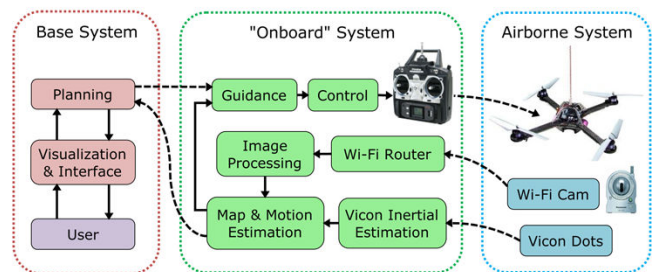 Base System
Planning
Visualization
& Interface
User
"Onboard" System
Guidance
Control
Image
Processing
Wi-Fi Router
Map & Motion
Estimation
Vicon Inertial
Estimation
Airborne System
Wi-Fi Cam
Vicon Dots